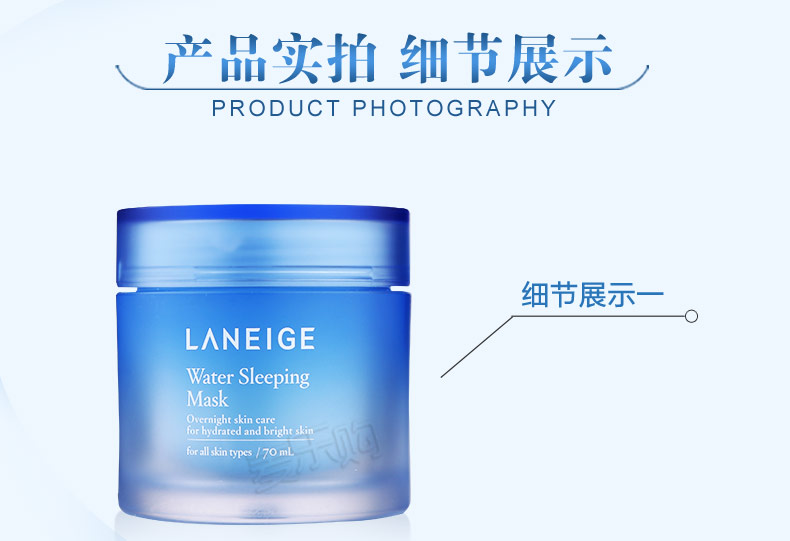 产品实拍 细节展示
PRODUCT PHOTOGRAPHY
细节展示一
LANEIGE
Water Sleeping
Mask
Overnight skin care
for hydrated and bright skin
for all skin types / 70 mL